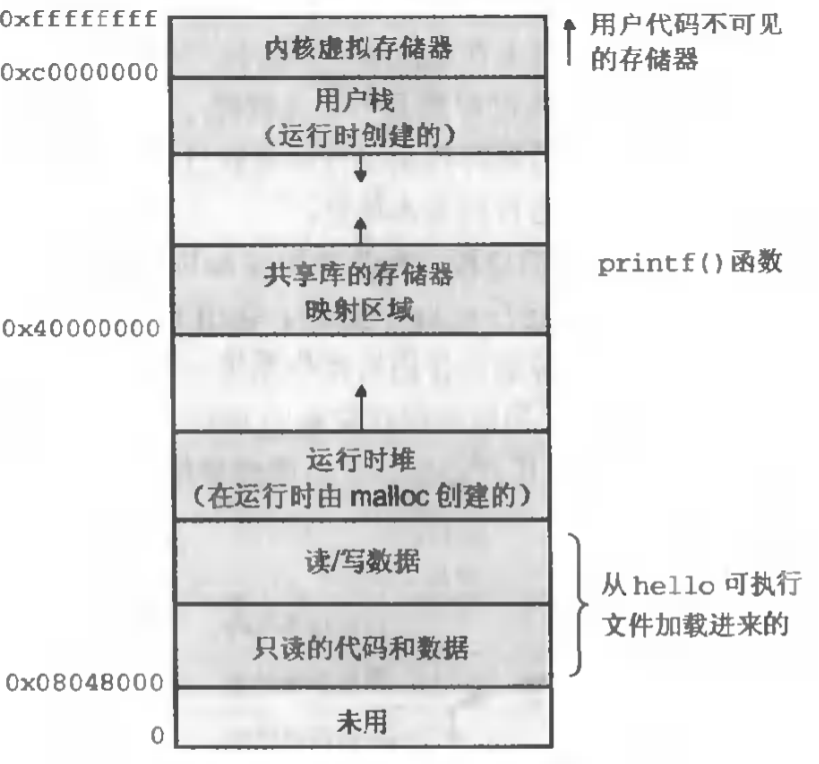 0xffffffff
内核虚拟存储器
用户代码不可见
的存储器
0xc0000000
用户栈
（运行时创建的）
共享库的存储器
映射区域
printf()函数
0x40000000
运行时堆
（在运行时由 malloc 创建的）
读/写数据
从 hello 可执行
文件加载进来的
只读的代码和数据
0x08048000
未用
0